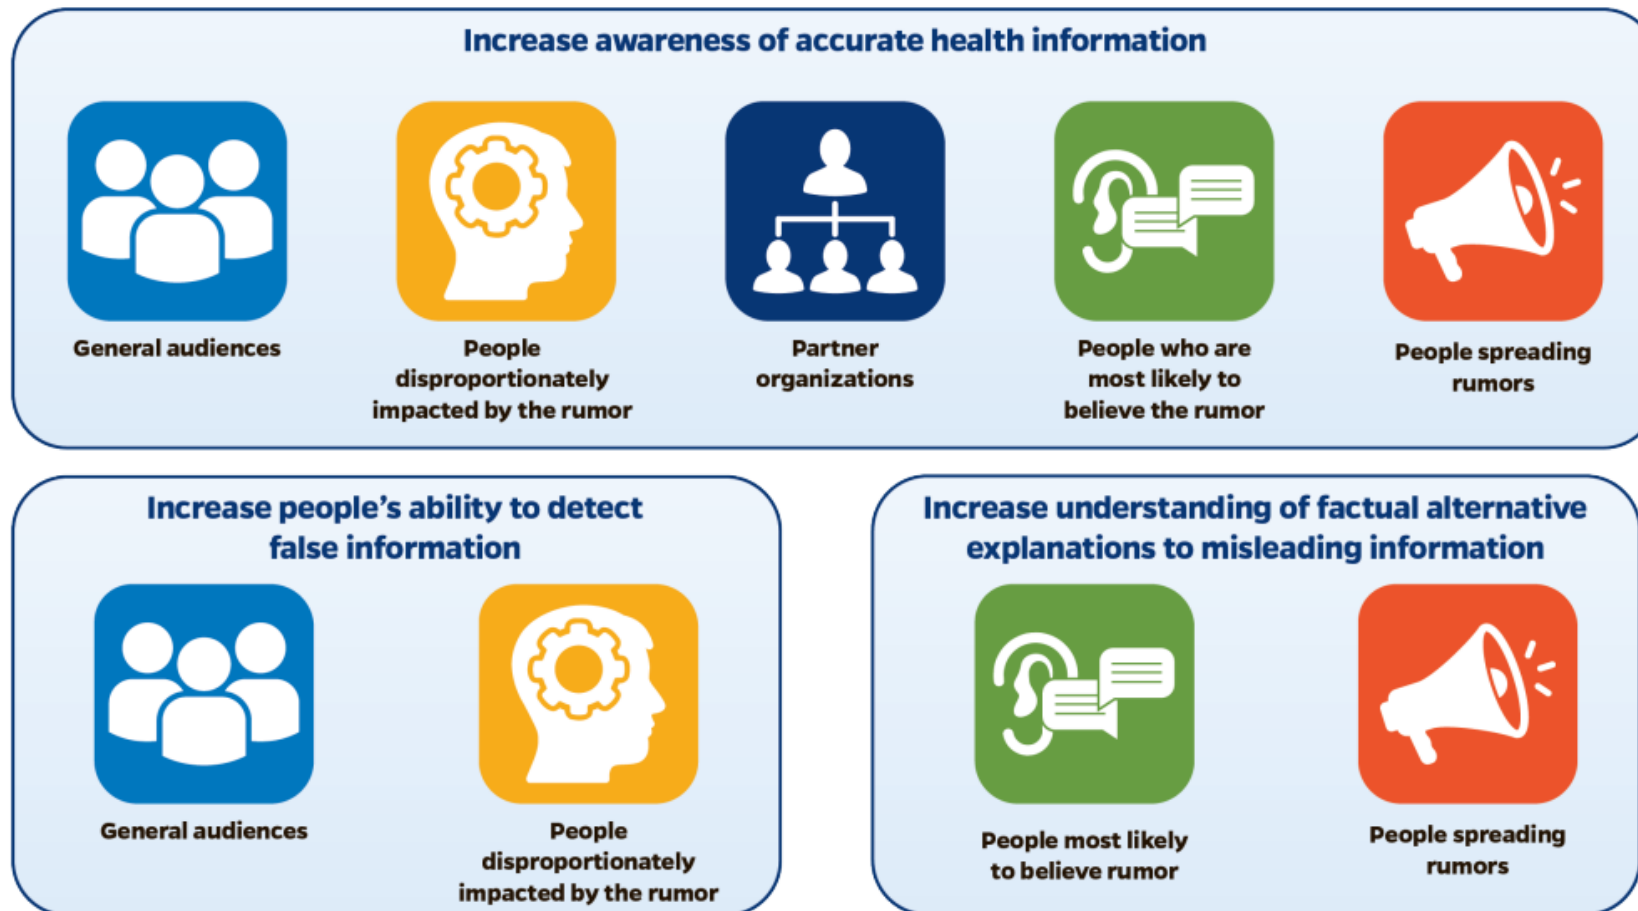 Increase awareness of accurate health information
General audiences
People
disproportionately
impacted by the rumor
Partner
organizations
People who are
most likely to
believe the rumor
People spreading
rumors
Increase people's ability to detect
false information
General audiences
People
disproportionately
impacted by the rumor
Increase understanding of factual alternative
explanations to misleading information
People most likely
to believe rumor
People spreading
rumors